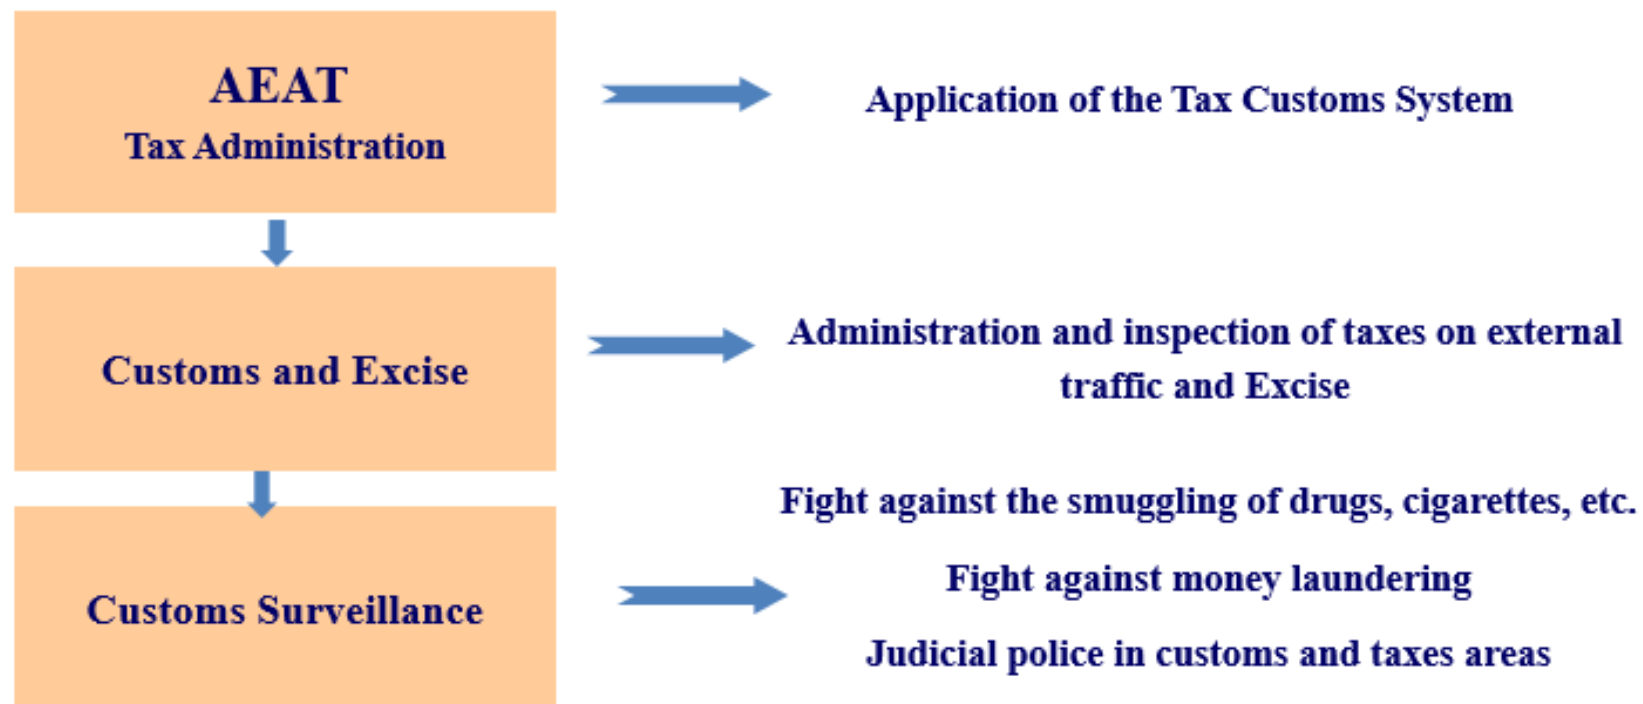 AEAT
Tax Administration
Application of the Tax Customs System
Customs and Excise
Administration and inspection of taxes on external
traffic and Excise
Customs Surveillance
Fight against the smuggling of drugs, cigarettes, etc.
Fight against money laundering
Judicial police in customs and taxes areas